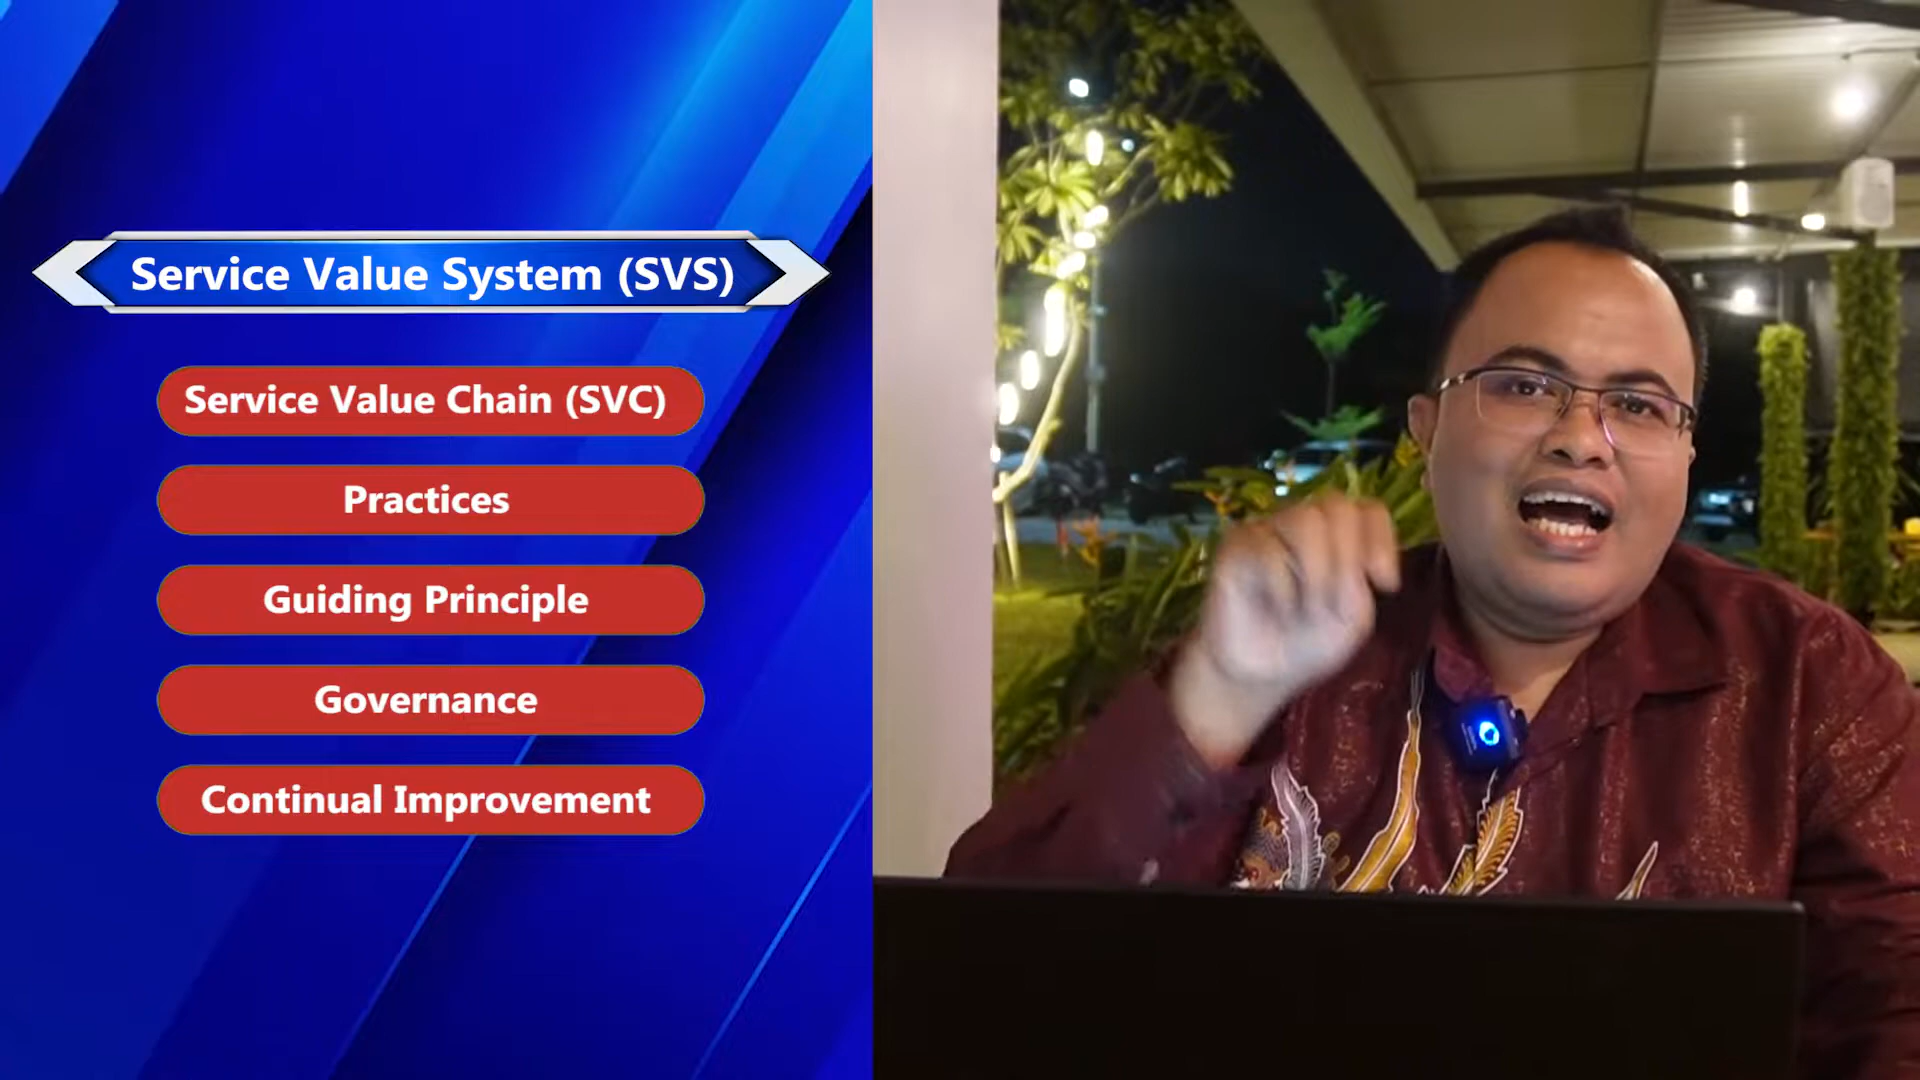 Service Value System (SVS)
Service Value Chain (SVC)
Practices
Guiding Principle
Governance
Continual Improvement